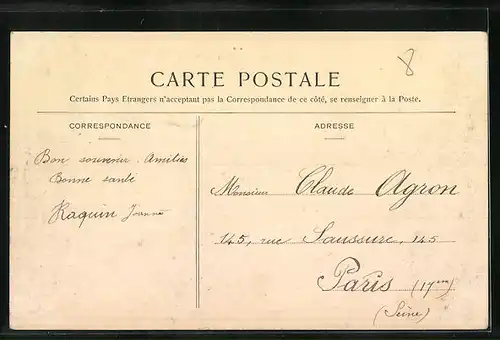 8
CARTE POSTALE
Certains Pays Etrangers n'acceptant pas la Correspondance de ce côté, se renseigner à la Poste.
CORRESPONDANCE
Bon souvenir. Amitiés
Bonne santé
Raquin Jeanne
ADRESSE
Monsieur Claude Agron
145, rue Saussure, 145
Paris (17me)
(Seine)